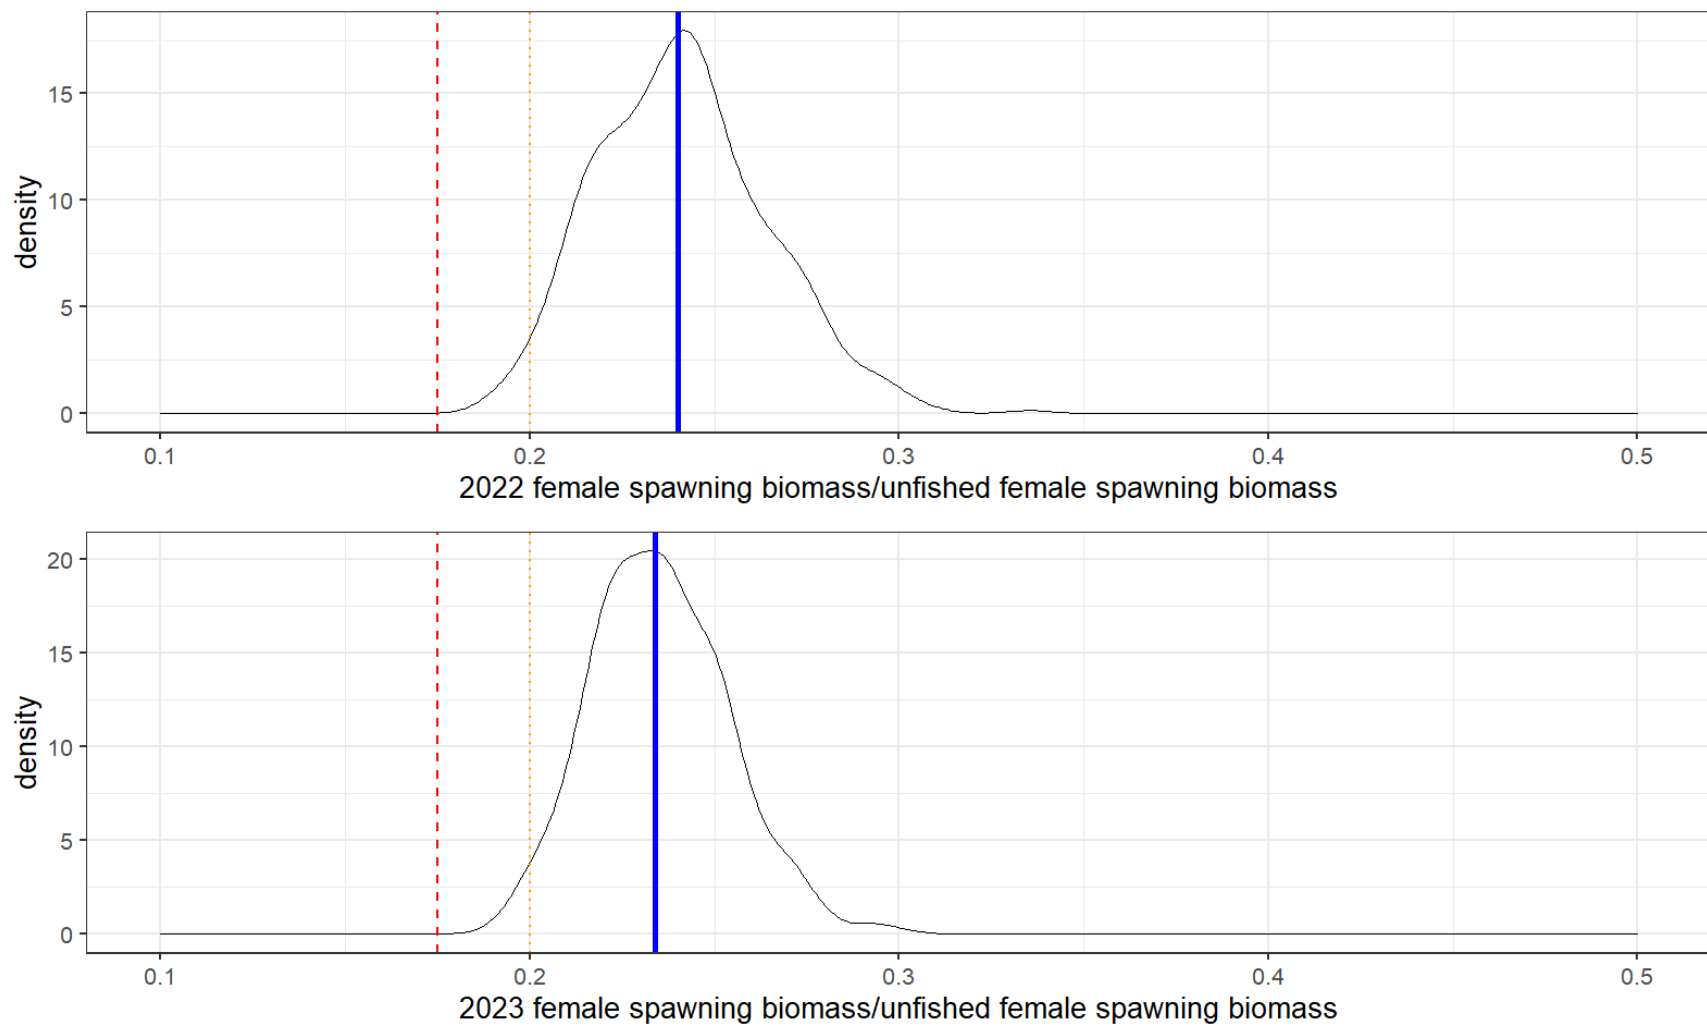 15
10
5
0
density
0.1 0.2 0.3 0.4 0.5
2022 female spawning biomass/unfished female spawning biomass
20
15
10
5
0
density
0.1 0.2 0.3 0.4 0.5
2023 female spawning biomass/unfished female spawning biomass